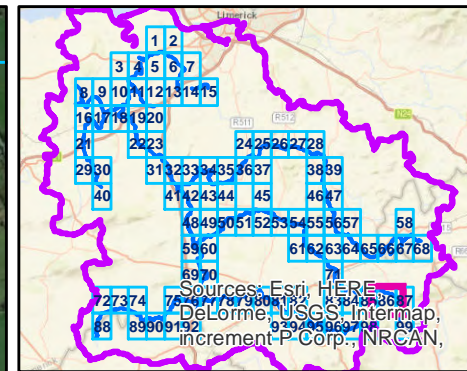 Limerick
1 2
3 4 5 6 7
8 9 10 11 12 13 14 15
16 17 18 19 20
R511
N24
21 22 23 24 25 26 27 28
29 30 31 32 33 34 35 36 37 38 39
40 41 42 43 44 45 46 47
48 49 50 51 52 53 54 55 56 57 58
59 60 61 62 63 64 65 66 67 68
69 70
Sources: Esri, HERE,
72 73 74
DeLorme, USGS, Intermap,
88 89 90 91 92
increment P Corp., NRCAN,